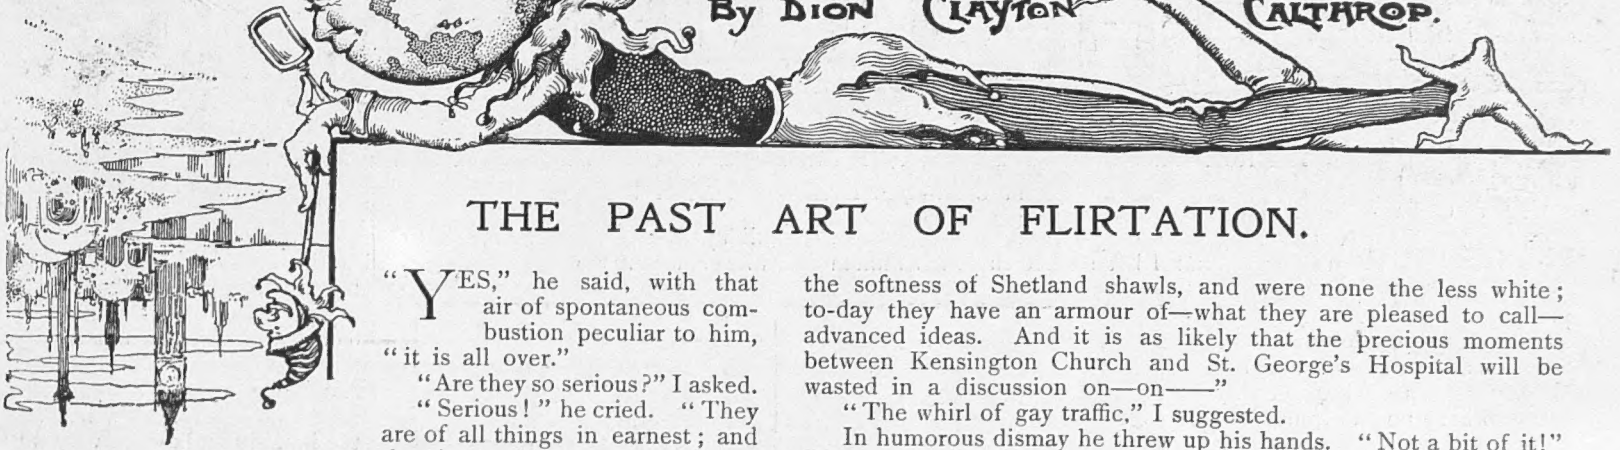 By DION CLAYTON CALTHROP.
THE PAST ART OF FLIRTATION.
“YES,” he said, with that
air of spontaneous com-
bustion peculiar to him,
“it is all over.”
“Are they so serious?” I asked.
“Serious!” he cried. “They
are of all things in earnest; and
the softness of Shetland shawls, and were none the less white;
to-day they have an armour of—what they are pleased to call—
advanced ideas. And it is as likely that the precious moments
between Kensington Church and St. George's Hospital will be
wasted in a discussion on—on——”
“The whirl of gay traffic,” I suggested.
In humorous dismay he threw up his hands. “Not a bit of it!”